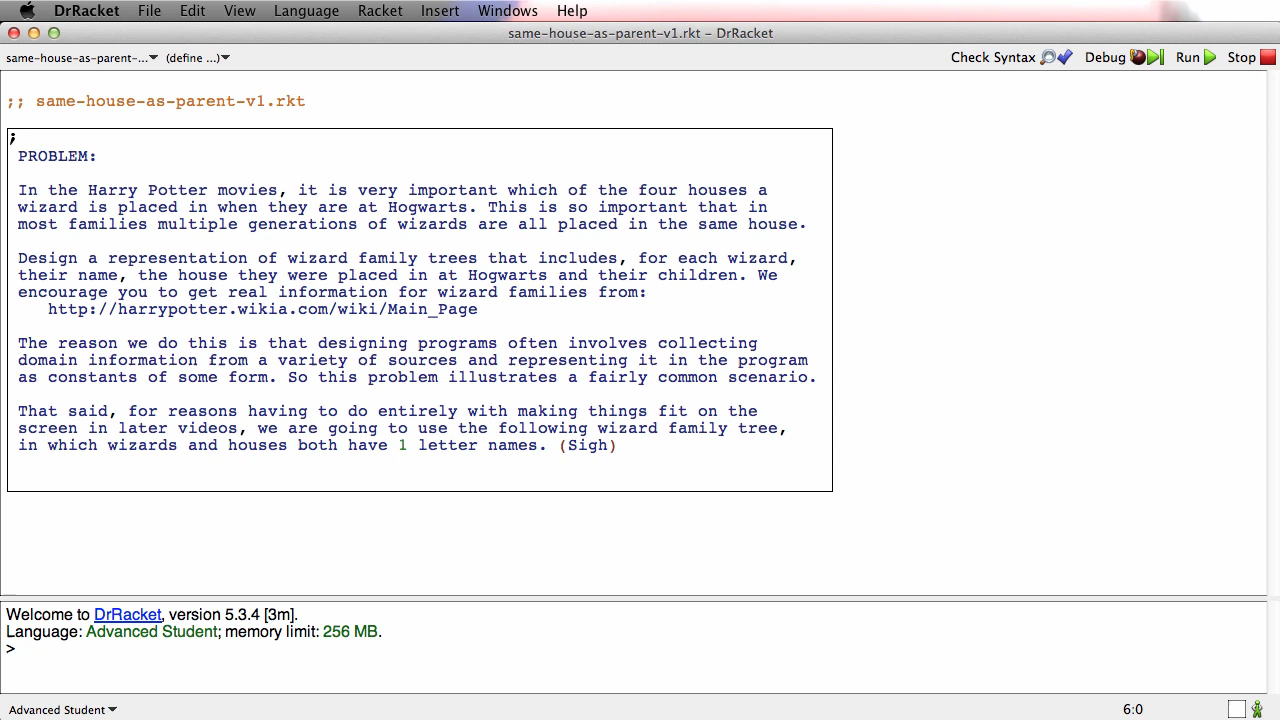 DrRacket File Edit View Language Racket Insert Windows Help
same-house-as-parent-v1.rkt - DrRacket
same-house-as-parent-... (define ...) Check Syntax Debug Run Stop
;; same-house-as-parent-v1.rkt
;
PROBLEM:
In the Harry Potter movies, it is very important which of the four houses a
wizard is placed in when they are at Hogwarts. This is so important that in
most families multiple generations of wizards are all placed in the same house.
Design a representation of wizard family trees that includes, for each wizard,
their name, the house they were placed in at Hogwarts and their children. We
encourage you to get real information for wizard families from:
http://harrypotter.wikia.com/wiki/Main_Page
The reason we do this is that designing programs often involves collecting
domain information from a variety of sources and representing it in the program
as constants of some form. So this problem illustrates a fairly common scenario.
That said, for reasons having to do entirely with making things fit on the
screen in later videos, we are going to use the following wizard family tree,
in which wizards and houses both have 1 letter names. (Sigh)
Welcome to DrRacket, version 5.3.4 [3m].
Language: Advanced Student; memory limit: 256 MB.
>
Advanced Student 6:0